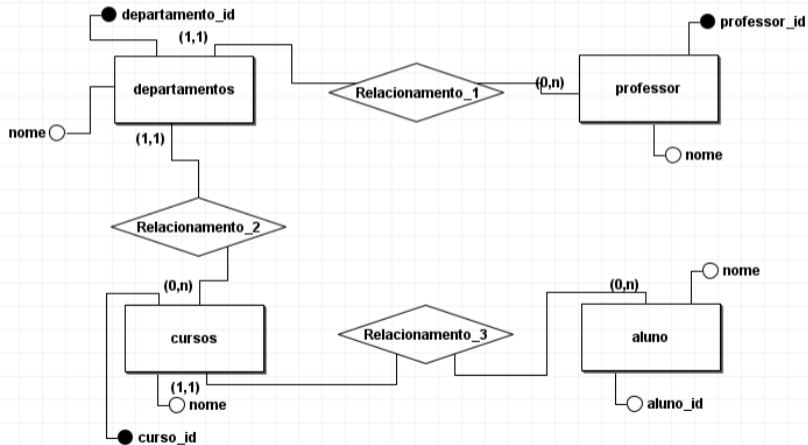 departamento_id
professor_id
(1,1)
departamentos
Relacionamento_1
(0,n)
professor
nome
(1,1)
nome
Relacionamento_2
(0,n)
cursos
Relacionamento_3
(0,n)
nome
aluno
(1,1)
nome
aluno_id
curso_id